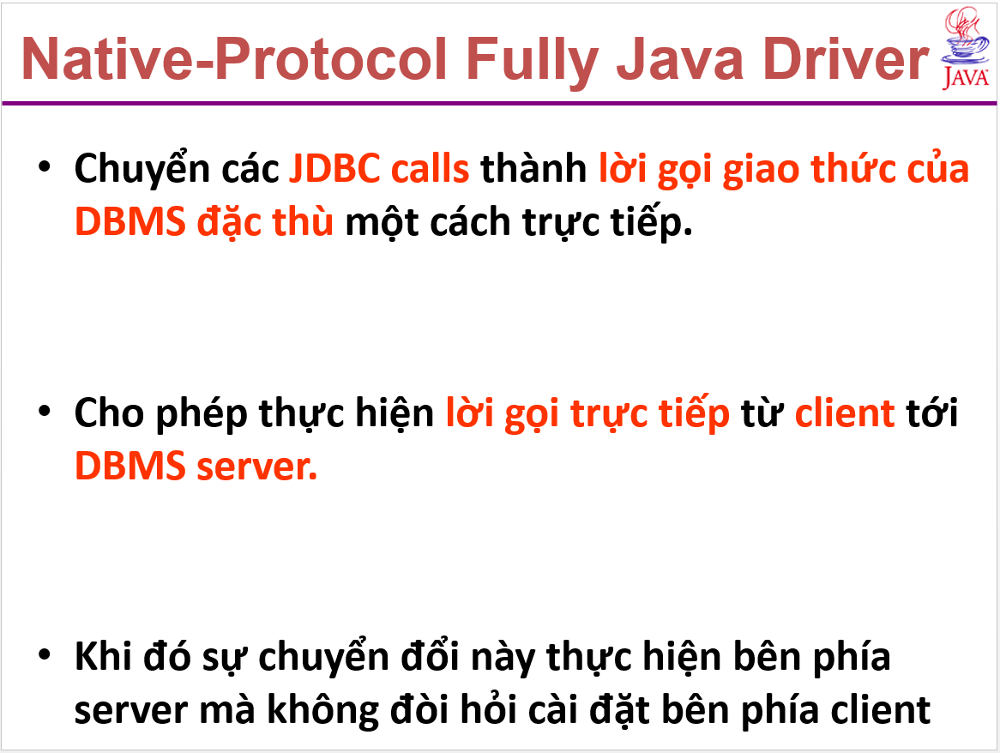 Native-Protocol Fully Java Driver
JAVA
• Chuyển các JDBC calls thành lời gọi giao thức của
DBMS đặc thù một cách trực tiếp.
• Cho phép thực hiện lời gọi trực tiếp từ client tới
DBMS server.
• Khi đó sự chuyển đổi này thực hiện bên phía
server mà không đòi hỏi cài đặt bên phía client